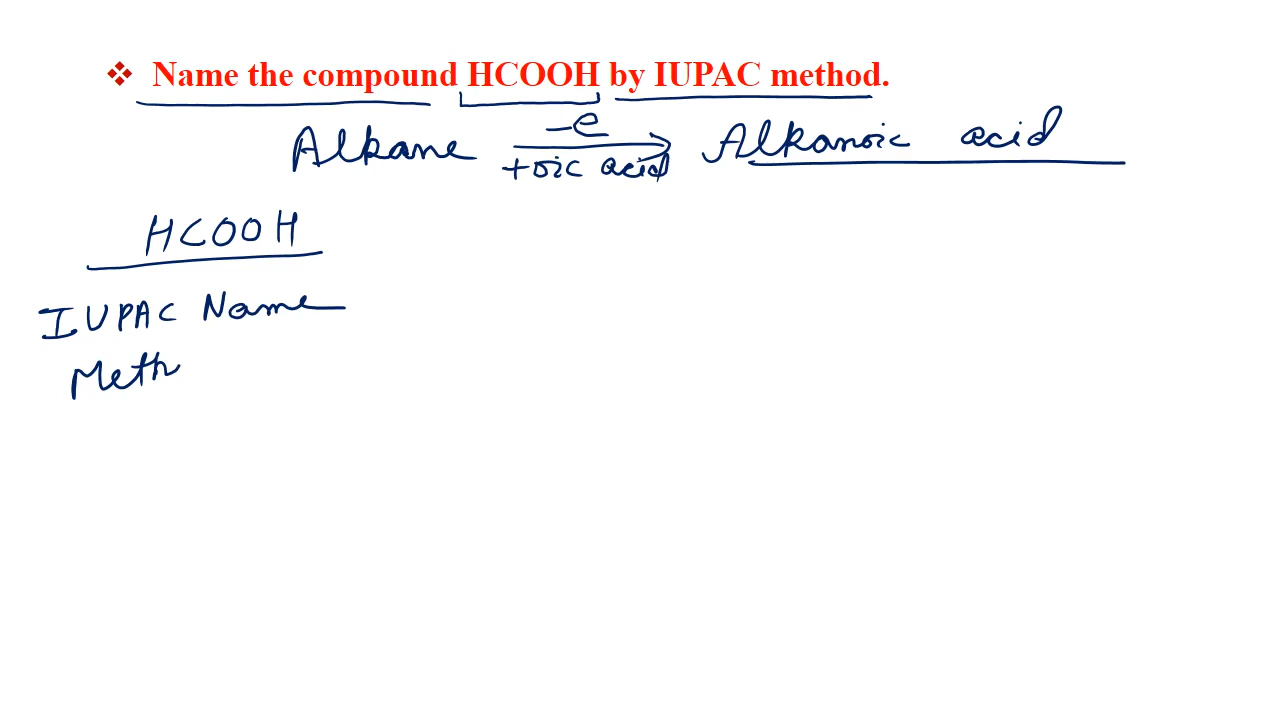 ❖ Name the compound HCOOH by IUPAC method.
Alkane -e +oic acid → Alkanoic acid
HCOOH
IUPAC Name
Meth